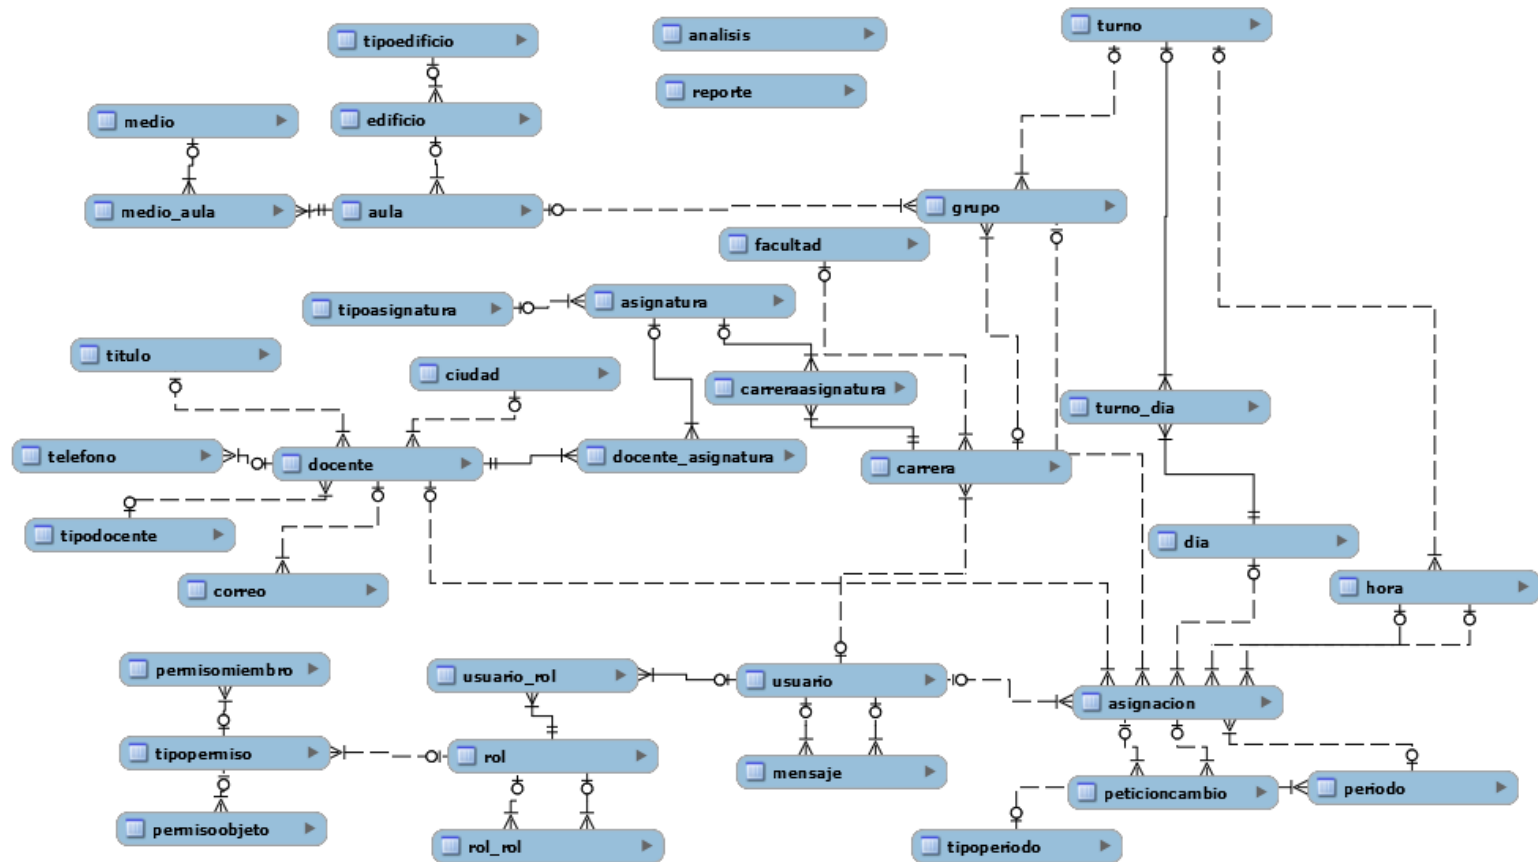 turno
analisis
tipoedificio
reporte
medio
edificio
medio_aula
aula
grupo
facultad
asignatura
tipoasignatura
titulo
ciudad
carreraasignatura
turno_dia
telefono
docente
docente_asignatura
carrera
tipodocente
dia
correo
hora
permisomiembro
usuario_rol
usuario
asignacion
tipopermiso
rol
mensaje
peticioncambio
periodo
permisoobjeto
rol_rol
tipoperiodo